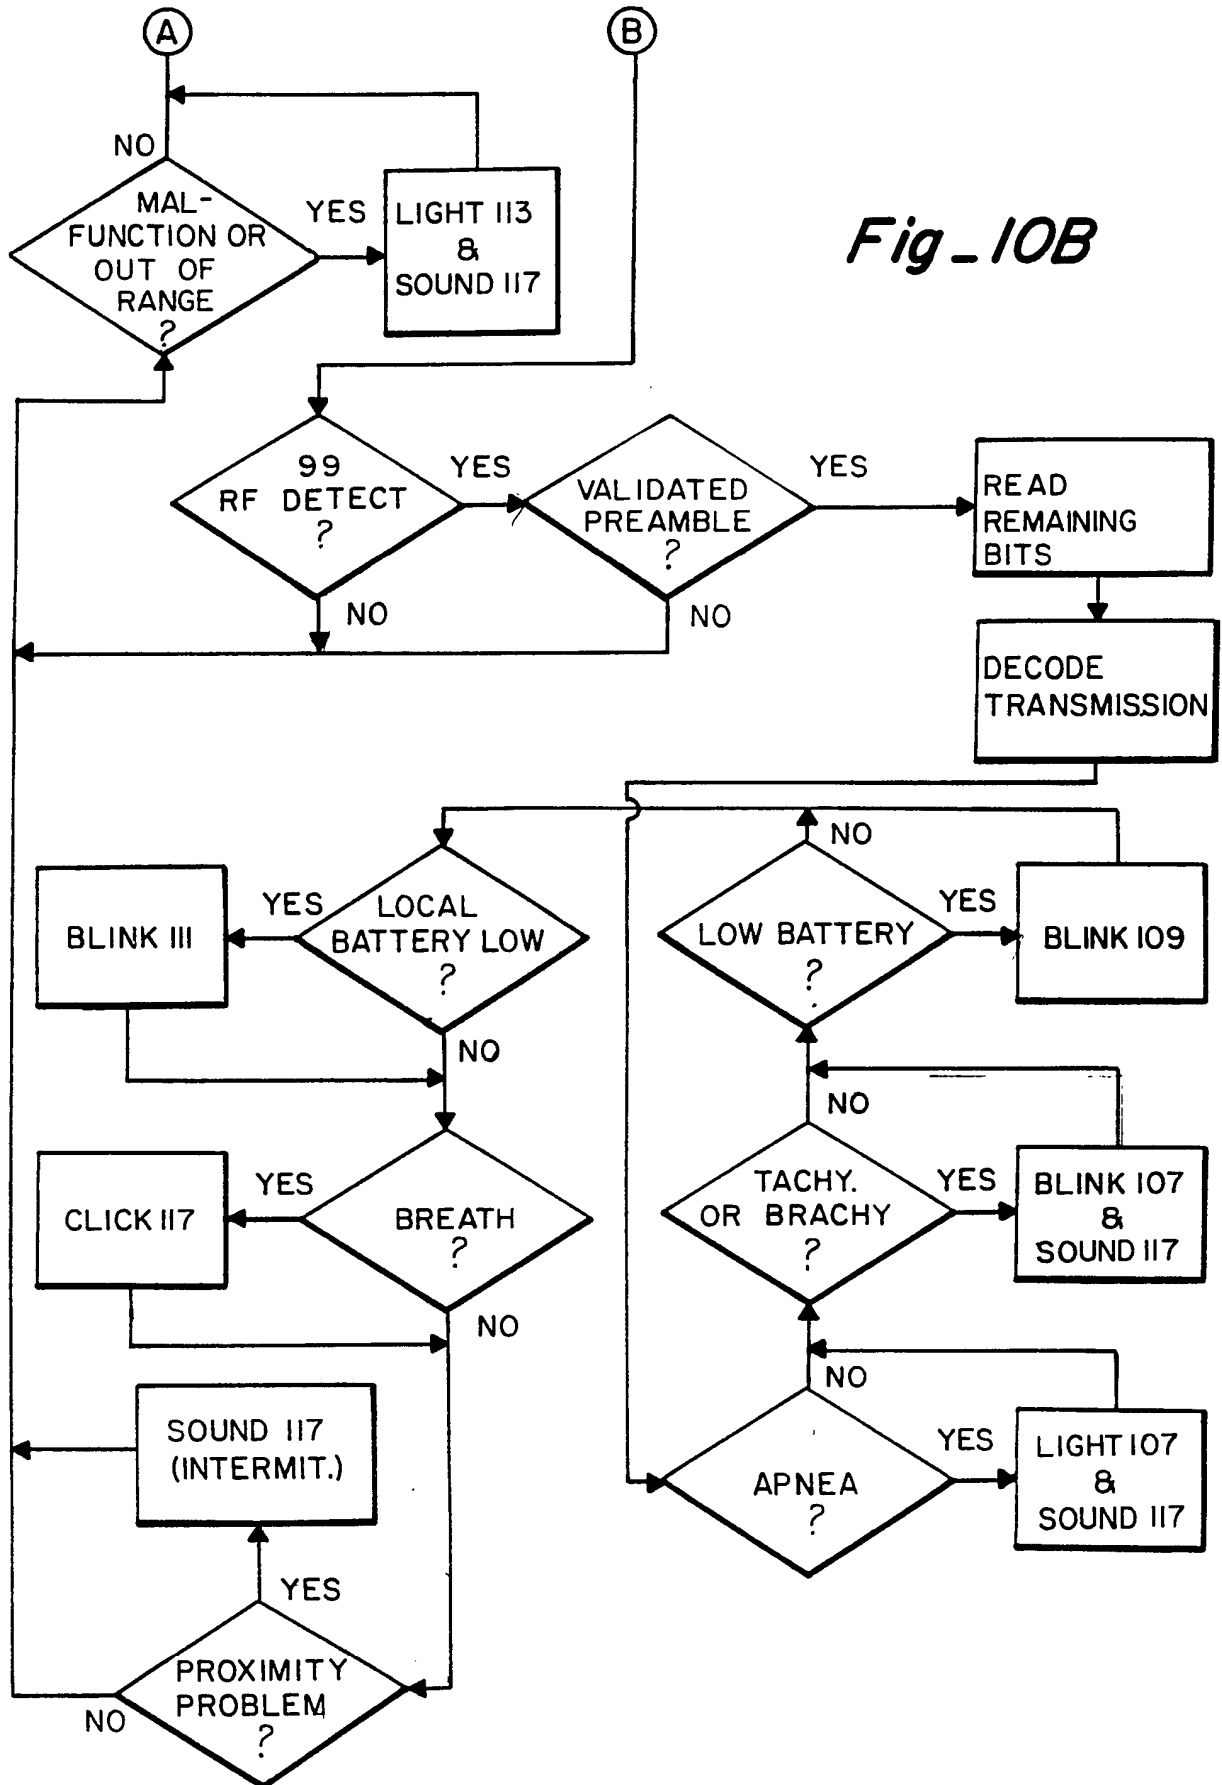 A
B
NO
MAL-
FUNCTION OR
OUT OF
RANGE
?
YES
LIGHT 113
&
SOUND 117
Fig_10B
99
RF DETECT
?
YES
NO
VALIDATED
PREAMBLE
?
YES
NO
READ
REMAINING
BITS
DECODE
TRANSMISSION
BLINK 111
YES
LOCAL
BATTERY LOW
?
NO
NO
LOW BATTERY
?
YES
BLINK 109
CLICK 117
YES
BREATH
?
NO
NO
TACHY.
OR BRACHY
?
YES
BLINK 107
&
SOUND 117
NO
APNEA
?
YES
LIGHT 107
&
SOUND 117
SOUND 117
(INTERMIT.)
YES
PROXIMITY
PROBLEM
?
NO